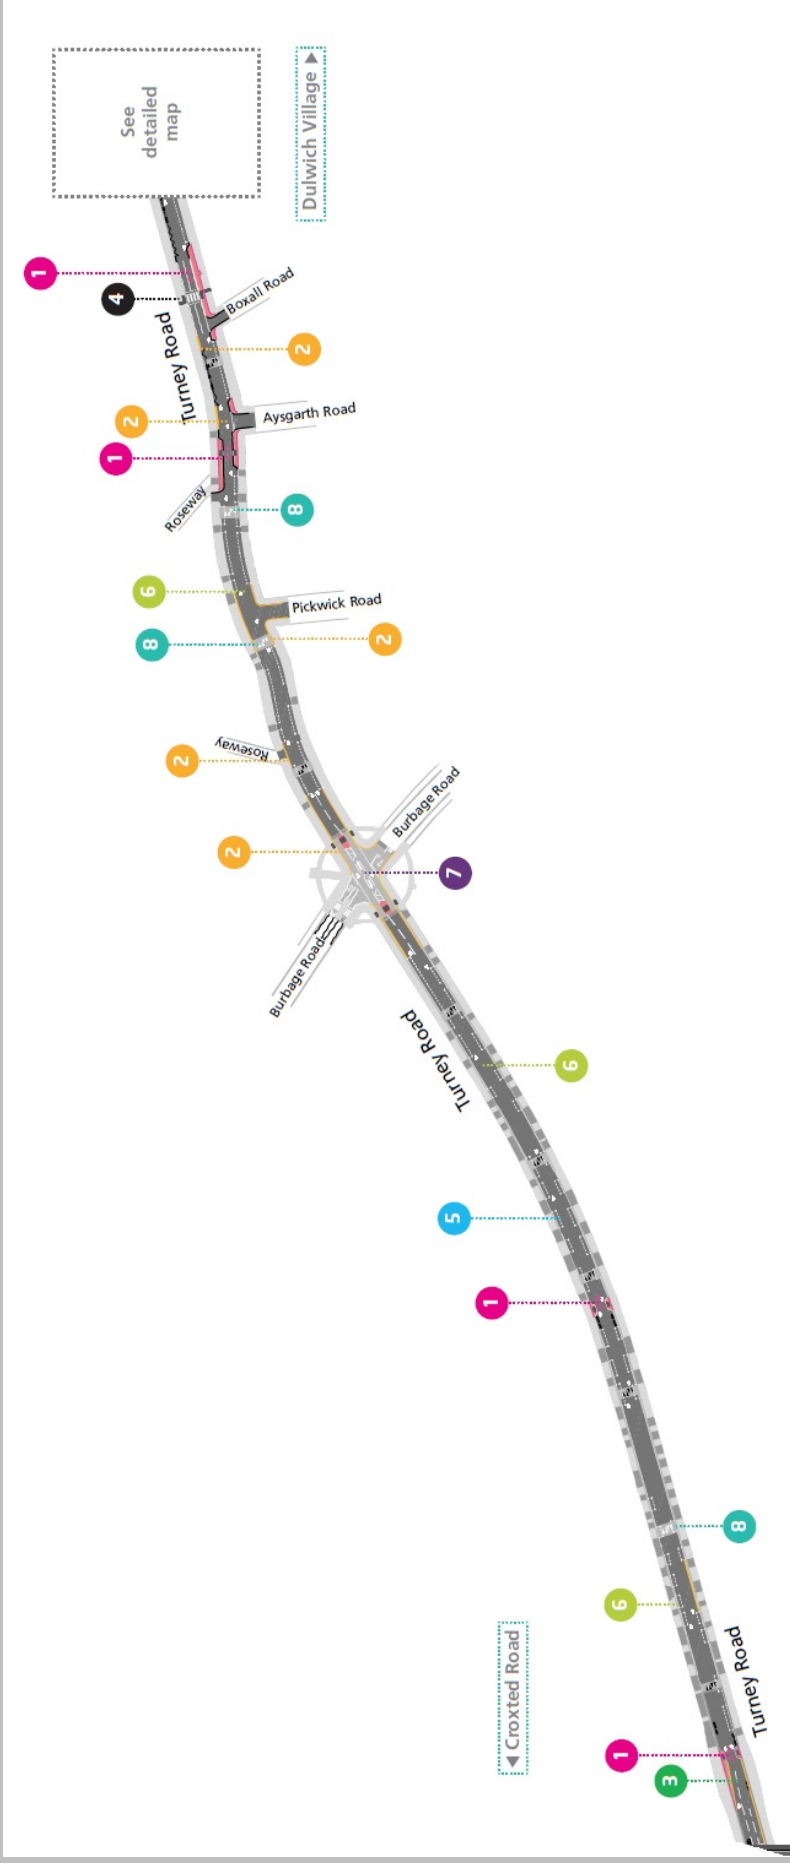 See
detailed
map
Dulwich Village ▶
1
4
Boxall Road
Turney Road
2
Aysgarth Road
2
1
Roseway
8
6
Pickwick Road
2
8
Roseway
2
Burbage Road
2
7
Burbage Road
Turney Road
6
5
1
8
6
◀ Croxted Road
Turney Road
1
3